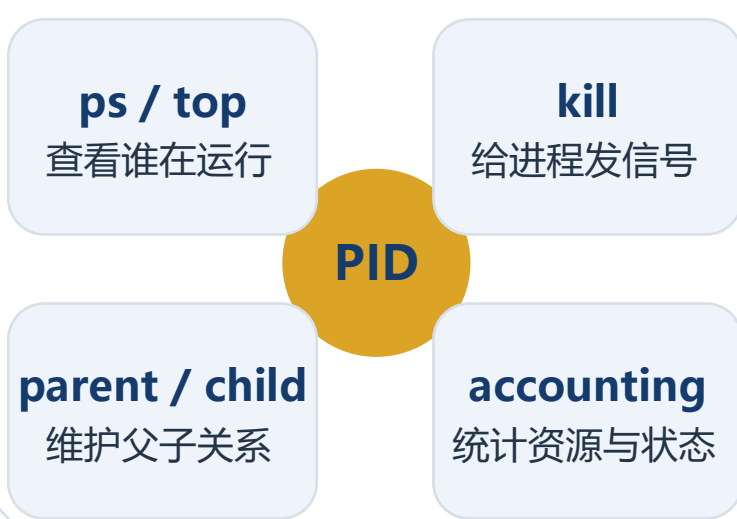 ps / top
查看谁在运行
kill
给进程发信号
PID
parent / child
维护父子关系
accounting
统计资源与状态